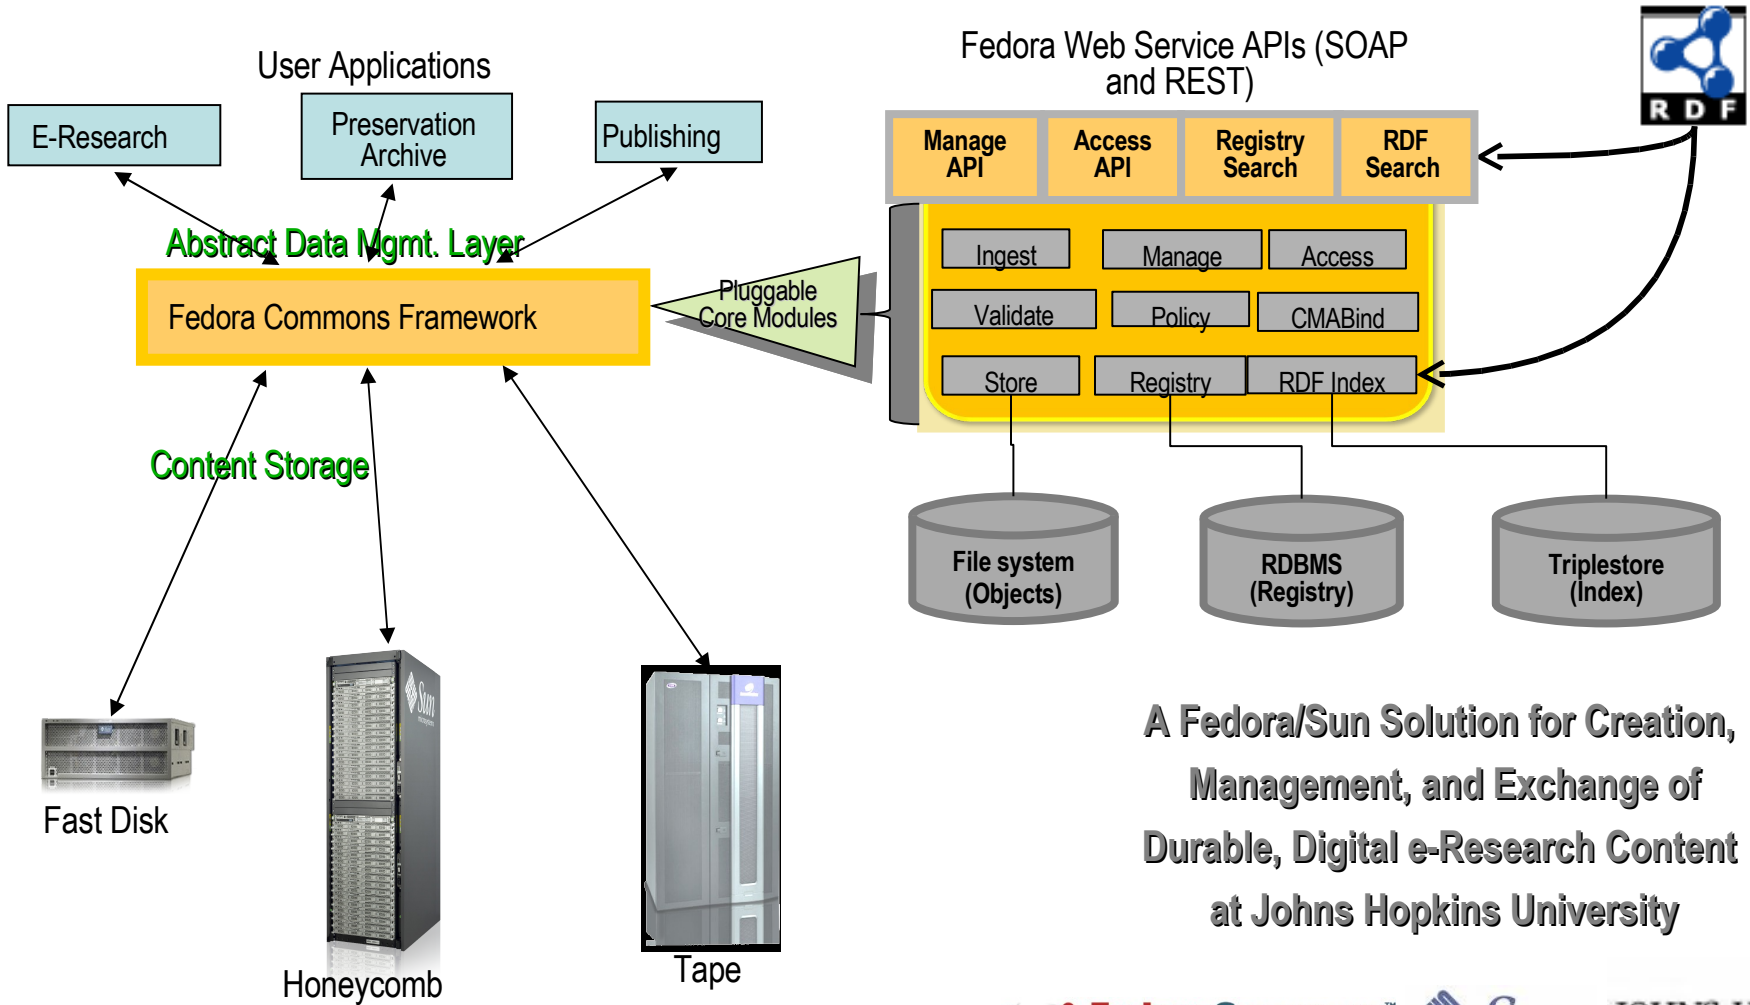 User Applications
E-Research
Preservation
Archive
Publishing
Abstract Data Mgmt. Layer
Fedora Commons Framework
Pluggable
Core Modules
Content Storage
Fast Disk
Sun
Honeycomb
Tape
Fedora Web Service APIs (SOAP
and REST)
RDF
Manage
API
Access
API
Registry
Search
RDF
Search
Ingest
Manage
Access
Validate
Policy
CMABind
Store
Registry
RDF Index
File system
(Objects)
RDBMS
(Registry)
Triplestore
(Index)
A Fedora/Sun Solution for Creation,
Management, and Exchange of
Durable, Digital e-Research Content
at Johns Hopkins University